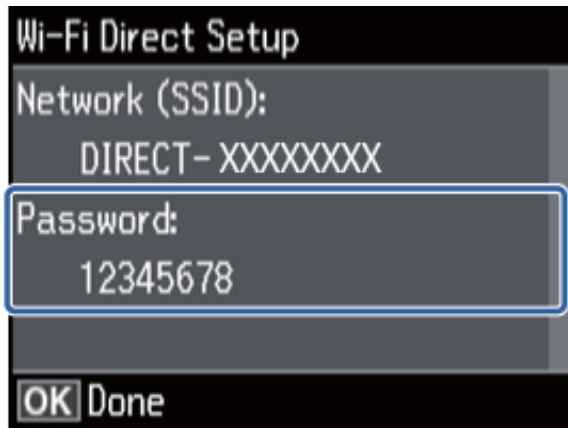 Wi-Fi Direct Setup
Network (SSID):
DIRECT-XXXXXXXX
Password:
12345678
OK Done